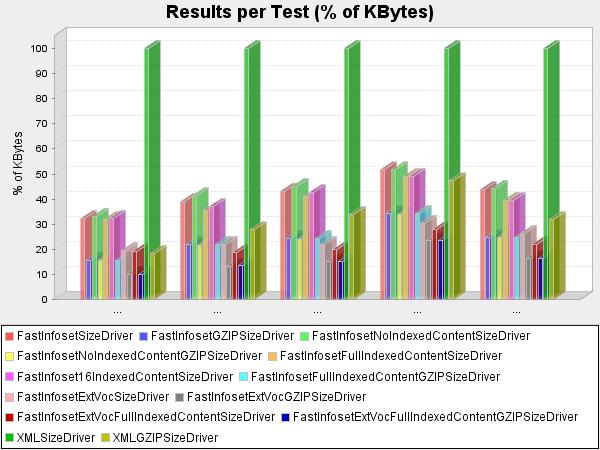 Results per Test (% of KBytes)
% of KBytes
100
90
80
70
60
50
40
30
20
10
0
... ... ... ... ...
FastInfosetSizeDriver FastInfosetGZIPSizeDriver FastInfosetNoIndexedContentSizeDriver
FastInfosetNoIndexedContentGZIPSizeDriver FastInfosetFullIndexedContentSizeDriver
FastInfoset16IndexedContentSizeDriver FastInfosetFullIndexedContentGZIPSizeDriver
FastInfosetExtVocSizeDriver FastInfosetExtVocGZIPSizeDriver
FastInfosetExtVocFullIndexedContentSizeDriver FastInfosetExtVocFullIndexedContentGZIPSizeDriver
XMLSizeDriver XMLGZIPSizeDriver